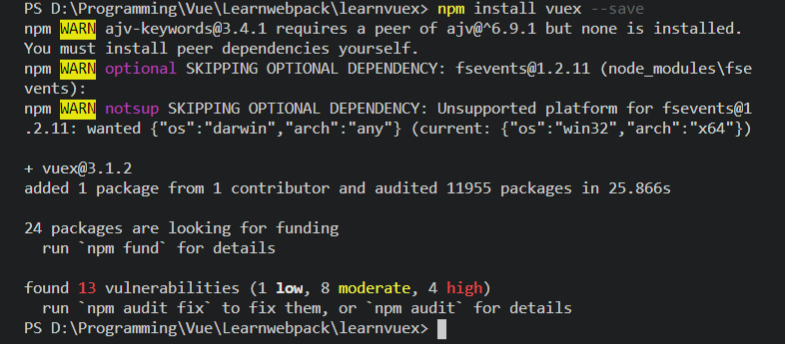 PS D:\Programming\Vue\Learnwebpack\learnvuex> npm install vuex --save
npm WARN ajv-keywords@3.4.1 requires a peer of ajv@^6.9.1 but none is installed.
You must install peer dependencies yourself.
npm WARN optional SKIPPING OPTIONAL DEPENDENCY: fsevents@1.2.11 (node_modules\fse
vents):
npm WARN notsup SKIPPING OPTIONAL DEPENDENCY: Unsupported platform for fsevents@1
.2.11: wanted {"os":"darwin","arch":"any"} (current: {"os":"win32","arch":"x64"})
+ vuex@3.1.2
added 1 package from 1 contributor and audited 11955 packages in 25.866s
24 packages are looking for funding
run `npm fund` for details
found 13 vulnerabilities (1 low, 8 moderate, 4 high)
run `npm audit fix` to fix them, or `npm audit` for details
PS D:\Programming\Vue\Learnwebpack\learnvuex>